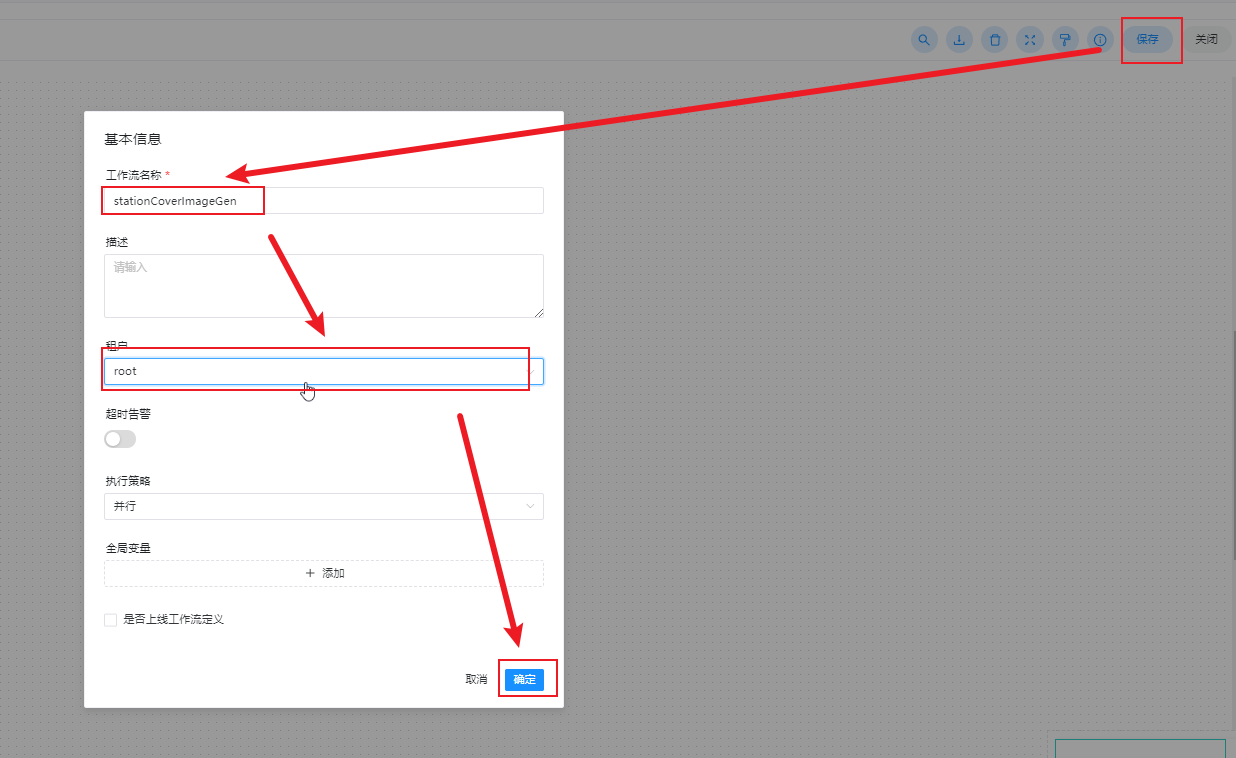 保存
关闭
基本信息
工作流名称 *
stationCoverImageGen
描述
请输入
租户
root
超时告警
执行策略
并行
全局变量
+ 添加
是否上线工作流定义
取消
确定